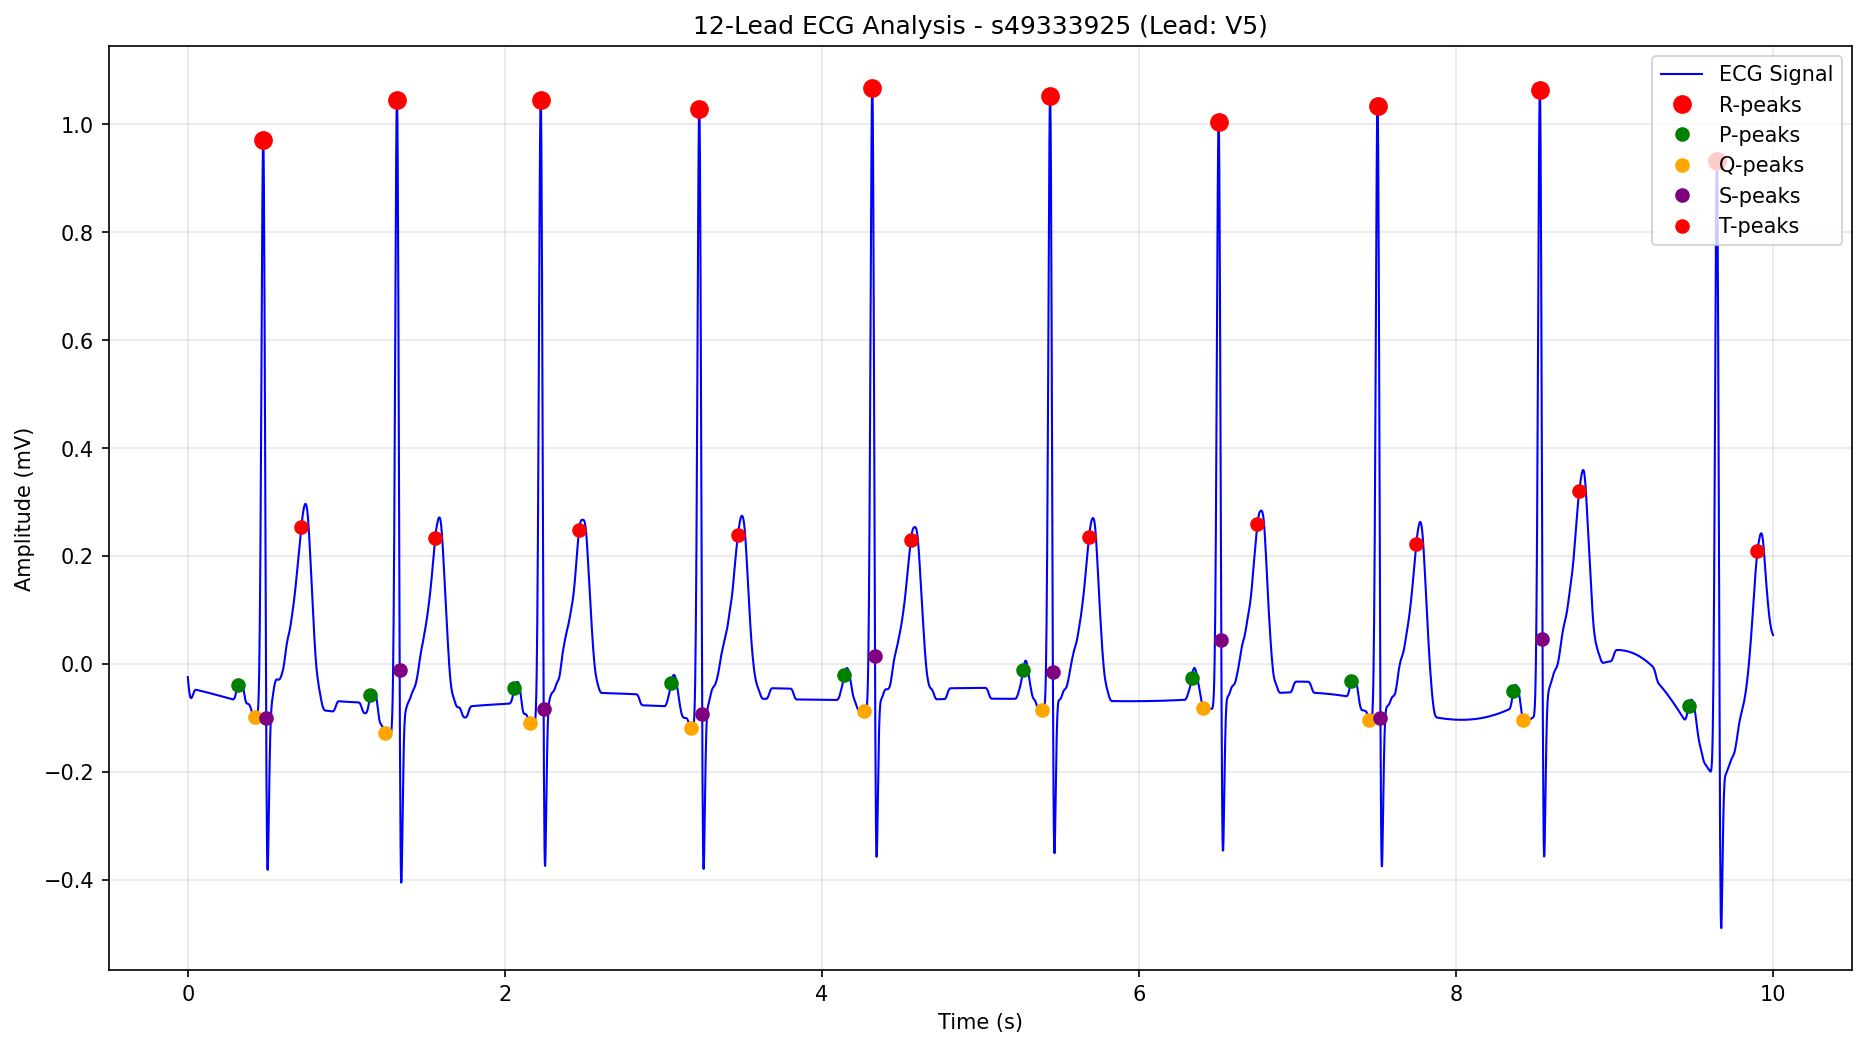 12-Lead ECG Analysis - s49333925 (Lead: V5)
ECG Signal
R-peaks
P-peaks
Q-peaks
S-peaks
T-peaks
Amplitude (mV)
1.0
0.8
0.6
0.4
0.2
0.0
−0.2
−0.4
0 2 4 6 8 10
Time (s)